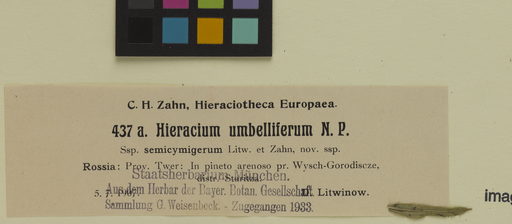 C. H. Zahn, Hieraciotheca Europaea.
437 a. Hieracium umbelliferum N. P.
Ssp. semicymigerum Litw. et Zahn, nov. ssp.
Rossia: Prov. Twer: In pineto arenoso pr. Wysch-Gorodiscze,
Staatsherbarium München.
distr.
Aus dem Herbar der Bayer. Botan. Gesellschaft
D. Litwinow.
Sammlung G. Weisenbeck. - Zugegangen 1933.
imag